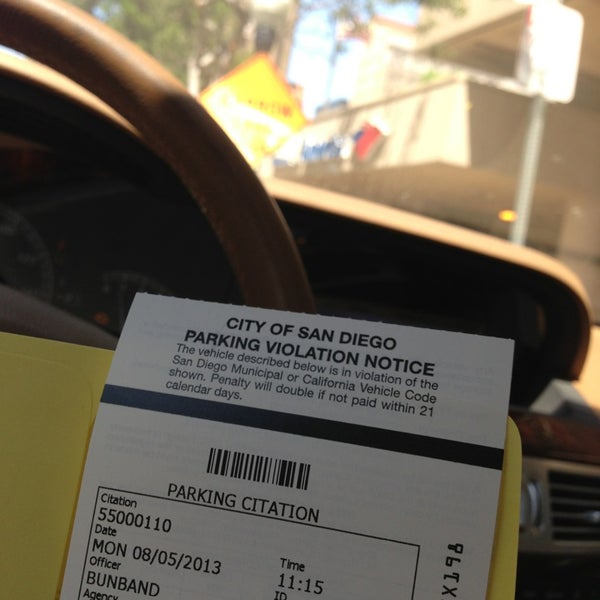 CITY OF SAN DIEGO
PARKING VIOLATION NOTICE
The vehicle described below is in violation of the
San Diego Municipal or California Vehicle Code
shown. Penalty will double if not paid within 21
calendar days.
PARKING CITATION
Citation
55000110
Date
MON 08/05/2013
Time
11:15
Officer
BUNBAND
ID
Agency